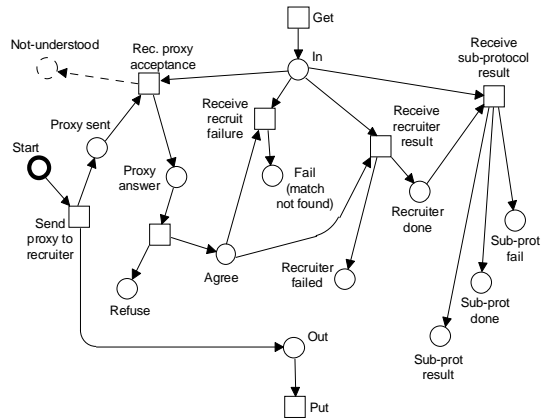 Get
Not-understood
Rec. proxy
acceptance
In
Receive
sub-protocol
result
Receive
recruit
failure
Receive
recruiter
result
Proxy sent
Start
Proxy
answer
Fail
(match
not found)
Recruiter
done
Send
proxy to
recruiter
Agree
Recruiter
failed
Sub-prot
fail
Refuse
Sub-prot
done
Out
Sub-prot
result
Put